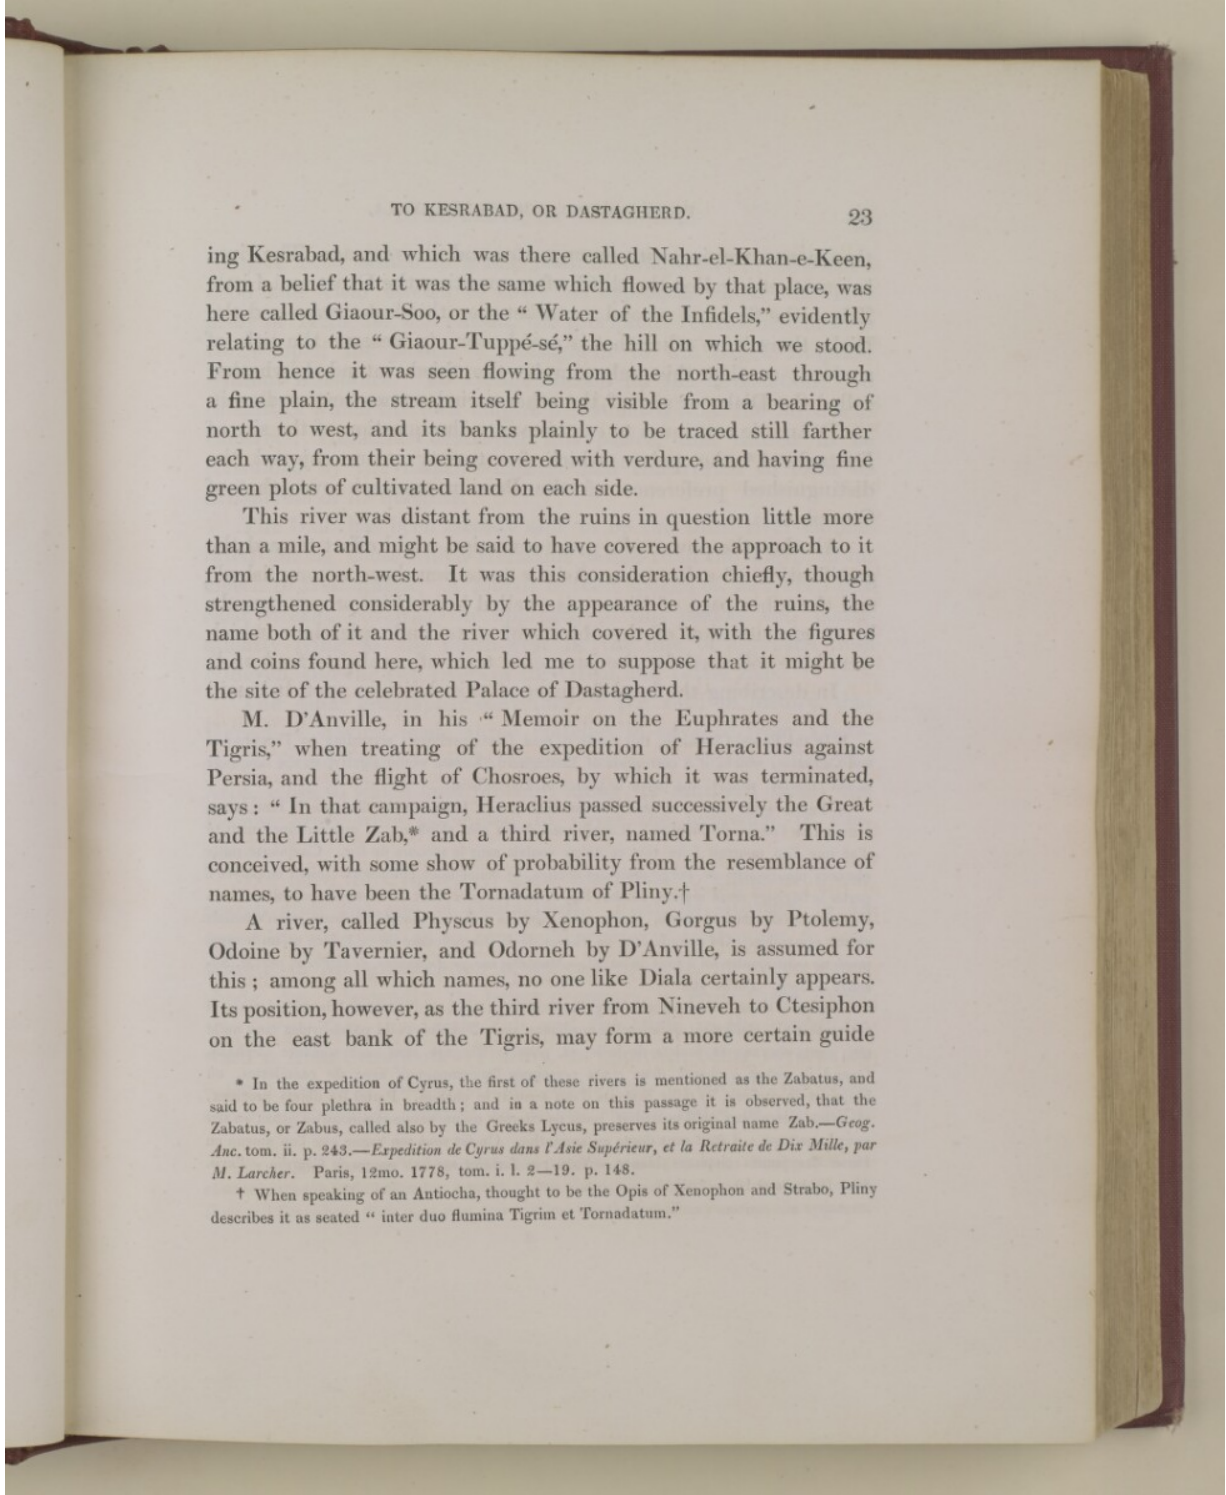 TO KESRABAD, OR DASTAGHERD. 23
ing Kesrabad, and which was there called Nahr-el-Khan-e-Keen,
from a belief that it was the same which flowed by that place, was
here called Giaour-Soo, or the “ Water of the Infidels,” evidently
relating to the “ Giaour-Tuppé-sé,” the hill on which we stood.
From hence it was seen flowing from the north-east through
a fine plain, the stream itself being visible from a bearing of
north to west, and its banks plainly to be traced still farther
each way, from their being covered with verdure, and having fine
green plots of cultivated land on each side.
This river was distant from the ruins in question little more
than a mile, and might be said to have covered the approach to it
from the north-west. It was this consideration chiefly, though
strengthened considerably by the appearance of the ruins, the
name both of it and the river which covered it, with the figures
and coins found here, which led me to suppose that it might be
the site of the celebrated Palace of Dastagherd.
M. D’Anville, in his “ Memoir on the Euphrates and the
Tigris,” when treating of the expedition of Heraclius against
Persia, and the flight of Chosroes, by which it was terminated,
says : “ In that campaign, Heraclius passed successively the Great
and the Little Zab,* and a third river, named Torna.” This is
conceived, with some show of probability from the resemblance of
names, to have been the Tornadatum of Pliny.†
A river, called Physcus by Xenophon, Gorgus by Ptolemy,
Odoine by Tavernier, and Odorneh by D’Anville, is assumed for
this ; among all which names, no one like Diala certainly appears.
Its position, however, as the third river from Nineveh to Ctesiphon
on the east bank of the Tigris, may form a more certain guide
* In the expedition of Cyrus, the first of these rivers is mentioned as the Zabatus, and
said to be four plethra in breadth ; and in a note on this passage it is observed, that the
Zabatus, or Zabus, called also by the Greeks Lycus, preserves its original name Zab.—Geog.
Anc. tom. ii. p. 243.—Expedition de Cyrus dans l’Asie Supérieur, et la Retraite de Dix Mille, par
M. Larcher. Paris, 12mo. 1778, tom. i. l. 2—19. p. 148.
† When speaking of an Antiocha, thought to be the Opis of Xenophon and Strabo, Pliny
describes it as seated “ inter duo flumina Tigrim et Tornadatum.”